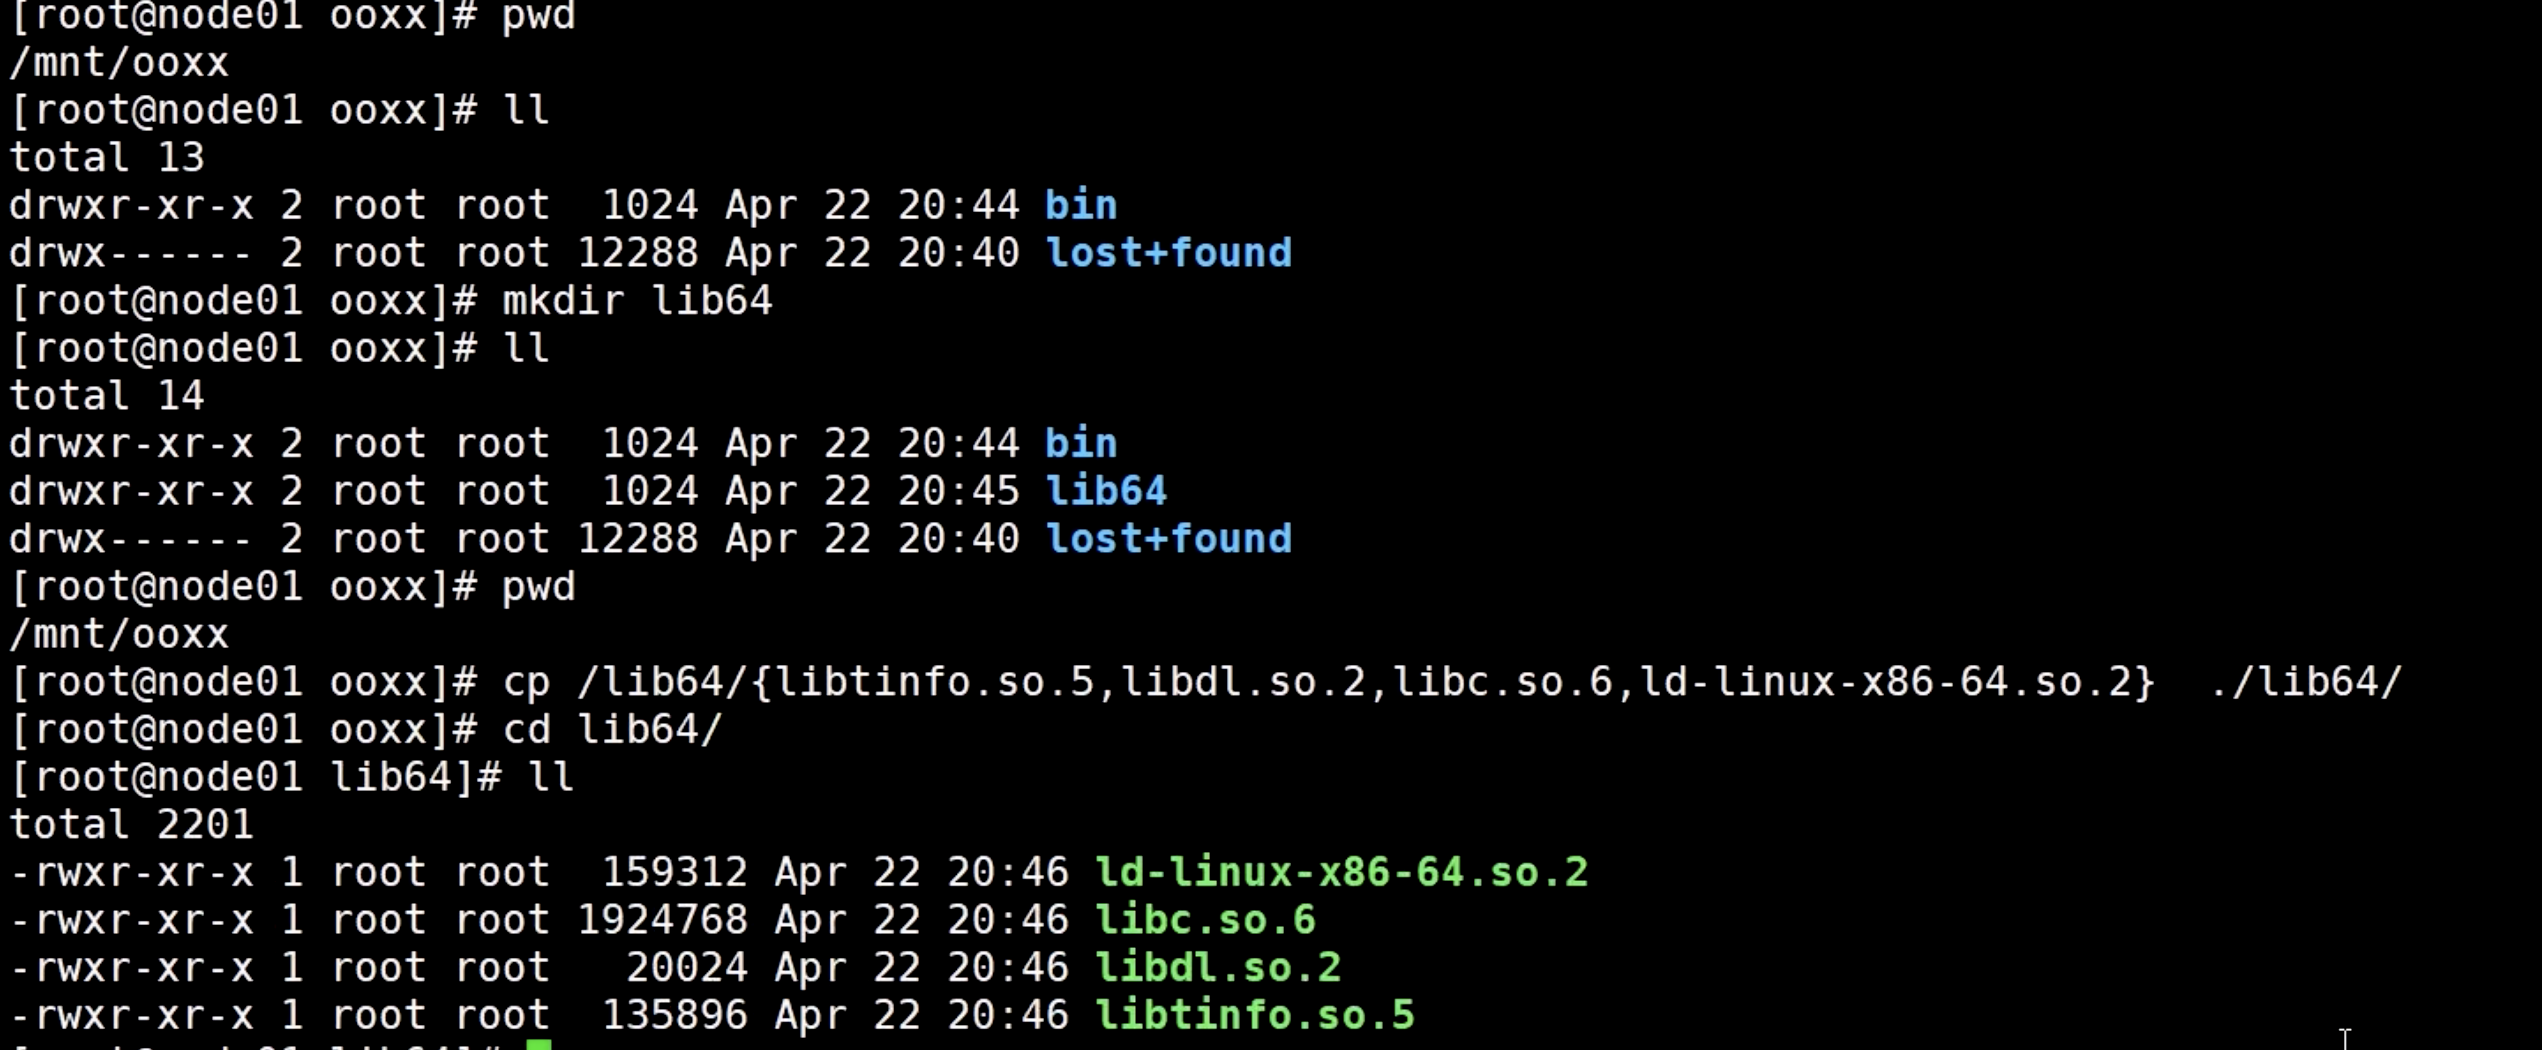 [root@node01 ooxx]# pwd
/mnt/ooxx
[root@node01 ooxx]# ll
total 13
drwxr-xr-x 2 root root  1024 Apr 22 20:44 bin
drwx------ 2 root root 12288 Apr 22 20:40 lost+found
[root@node01 ooxx]# mkdir lib64
[root@node01 ooxx]# ll
total 14
drwxr-xr-x 2 root root  1024 Apr 22 20:44 bin
drwxr-xr-x 2 root root  1024 Apr 22 20:45 lib64
drwx------ 2 root root 12288 Apr 22 20:40 lost+found
[root@node01 ooxx]# pwd
/mnt/ooxx
[root@node01 ooxx]# cp /lib64/{libtinfo.so.5,libdl.so.2,libc.so.6,ld-linux-x86-64.so.2}  ./lib64/
[root@node01 ooxx]# cd lib64/
[root@node01 lib64]# ll
total 2201
-rwxr-xr-x 1 root root  159312 Apr 22 20:46 ld-linux-x86-64.so.2
-rwxr-xr-x 1 root root 1924768 Apr 22 20:46 libc.so.6
-rwxr-xr-x 1 root root   20024 Apr 22 20:46 libdl.so.2
-rwxr-xr-x 1 root root  135896 Apr 22 20:46 libtinfo.so.5